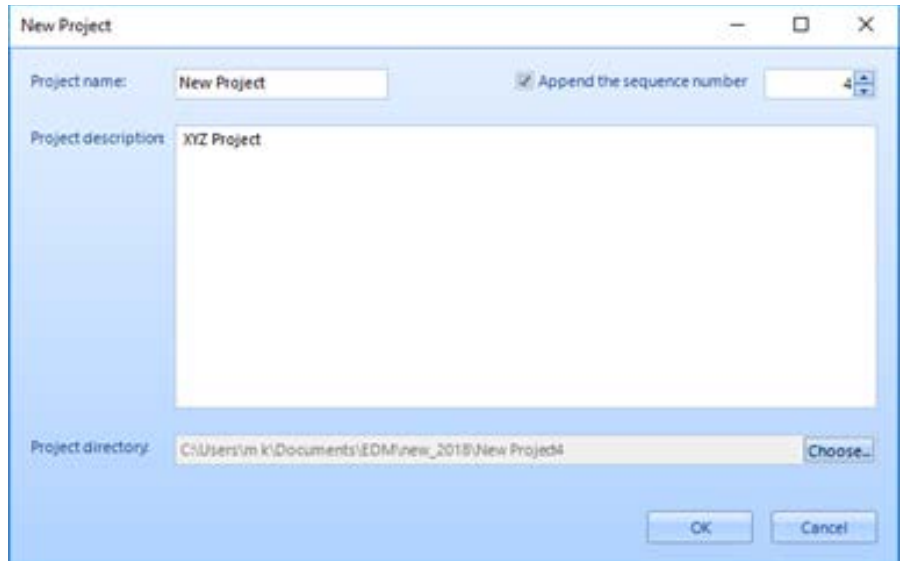 New Project
Project name: New Project Append the sequence number 4
Project description: XYZ Project
Project directory: C:\Users\m k\Documents\EDM\new_2018\New Project4 Choose...
OK Cancel